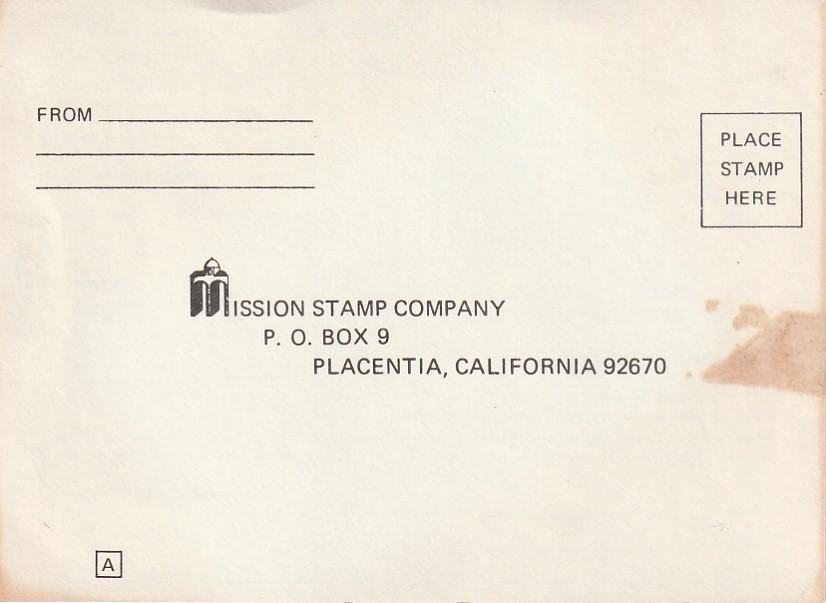 FROM
PLACE
STAMP
HERE
MISSION STAMP COMPANY
P. O. BOX 9
PLACENTIA, CALIFORNIA 92670
A